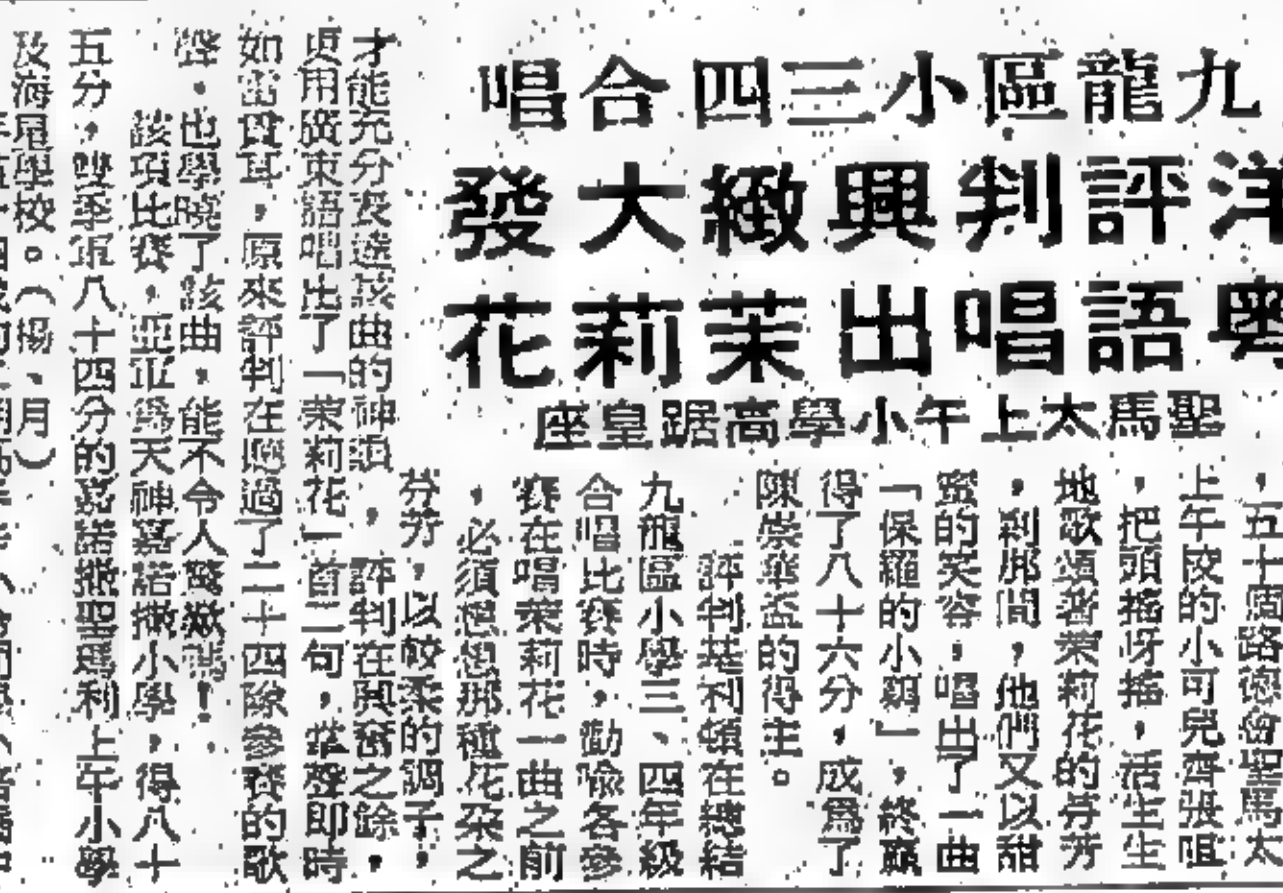 九龍區小三四合唱
洋評判興緻大發
粵語唱出茉莉花
聖馬太上午小學高踞皇座
，五十個路德會聖馬太
上午校的小可兒齊張咀
，把頭搖呀搖，活生生
地歌頌著茉莉花的芬芳
，剎那間，他們又以甜
蜜的笑容，唱出了一曲
「保羅的小鷄」，終贏
得了八十六分，成爲了
陳崇華盃的得主。
評判基利頓在總結
九龍區小學三、四年級
合唱比賽時，勸喩各參
賽在唱茉莉花一曲之前
，必須想想那種花朶之
芬芳，以較柔的調子，
才能充分表達該曲的神韻，評判在興奮之餘，
更用廣東語唱出了「茉莉花」一首二句，掌聲即時
如雷貫耳，原來評判在聽過了二十四隊參賽的歌
聲，也學曉了該曲，能不令人驚嘆嗎！
該項比賽，亞軍爲天神嘉諾撒小學，得八十
五分，雙季軍八十四分的嘉諾撒聖瑪利上午小學
及海星學校。（楊、月）